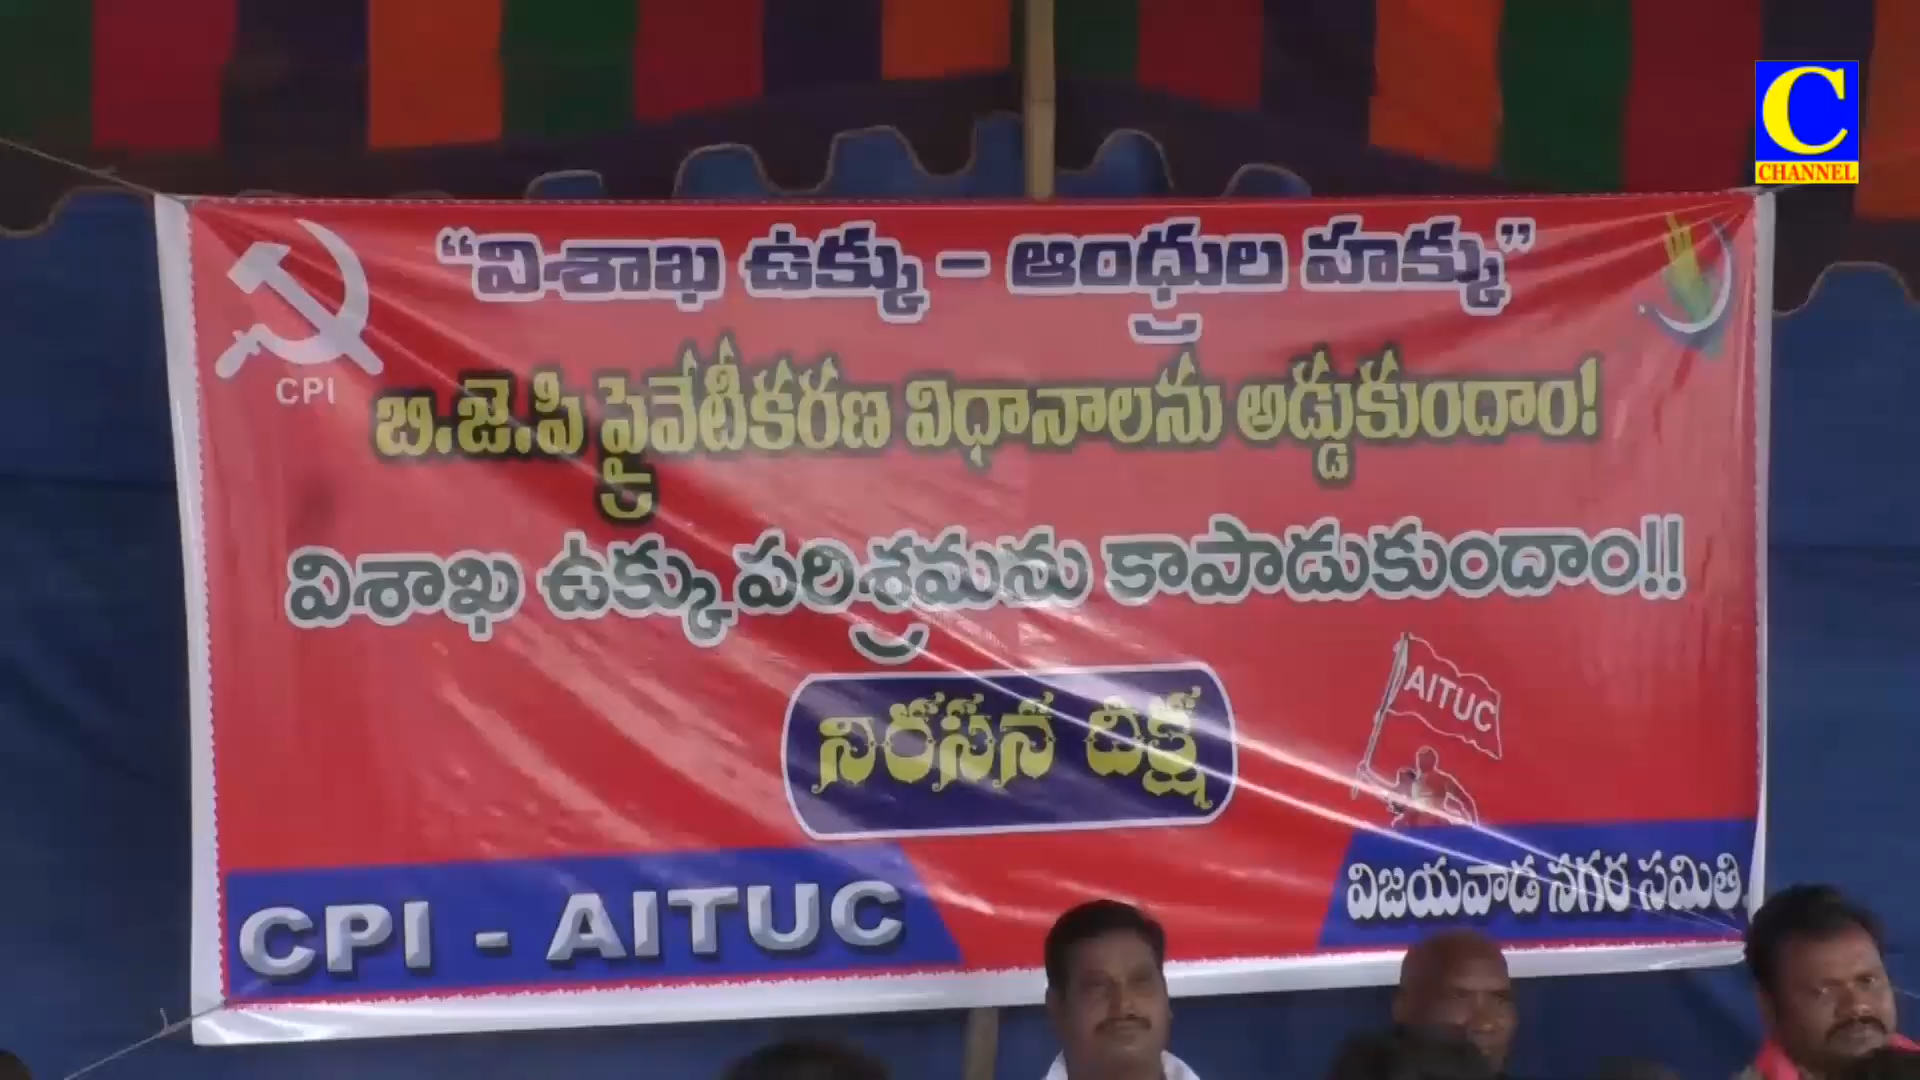 C
CHANNEL
"విశాఖ ఉక్కు - ఆంధ్రుల హక్కు"
CPI
బి.జె.పి ప్రైవేటీకరణ విధానాలను అడ్డుకుందాం!
విశాఖ ఉక్కు పరిశ్రమను కాపాడుకుందాం!!
AITUC
నిరసన దీక్ష
CPI - AITUC
విజయవాడ నగర సమితి.